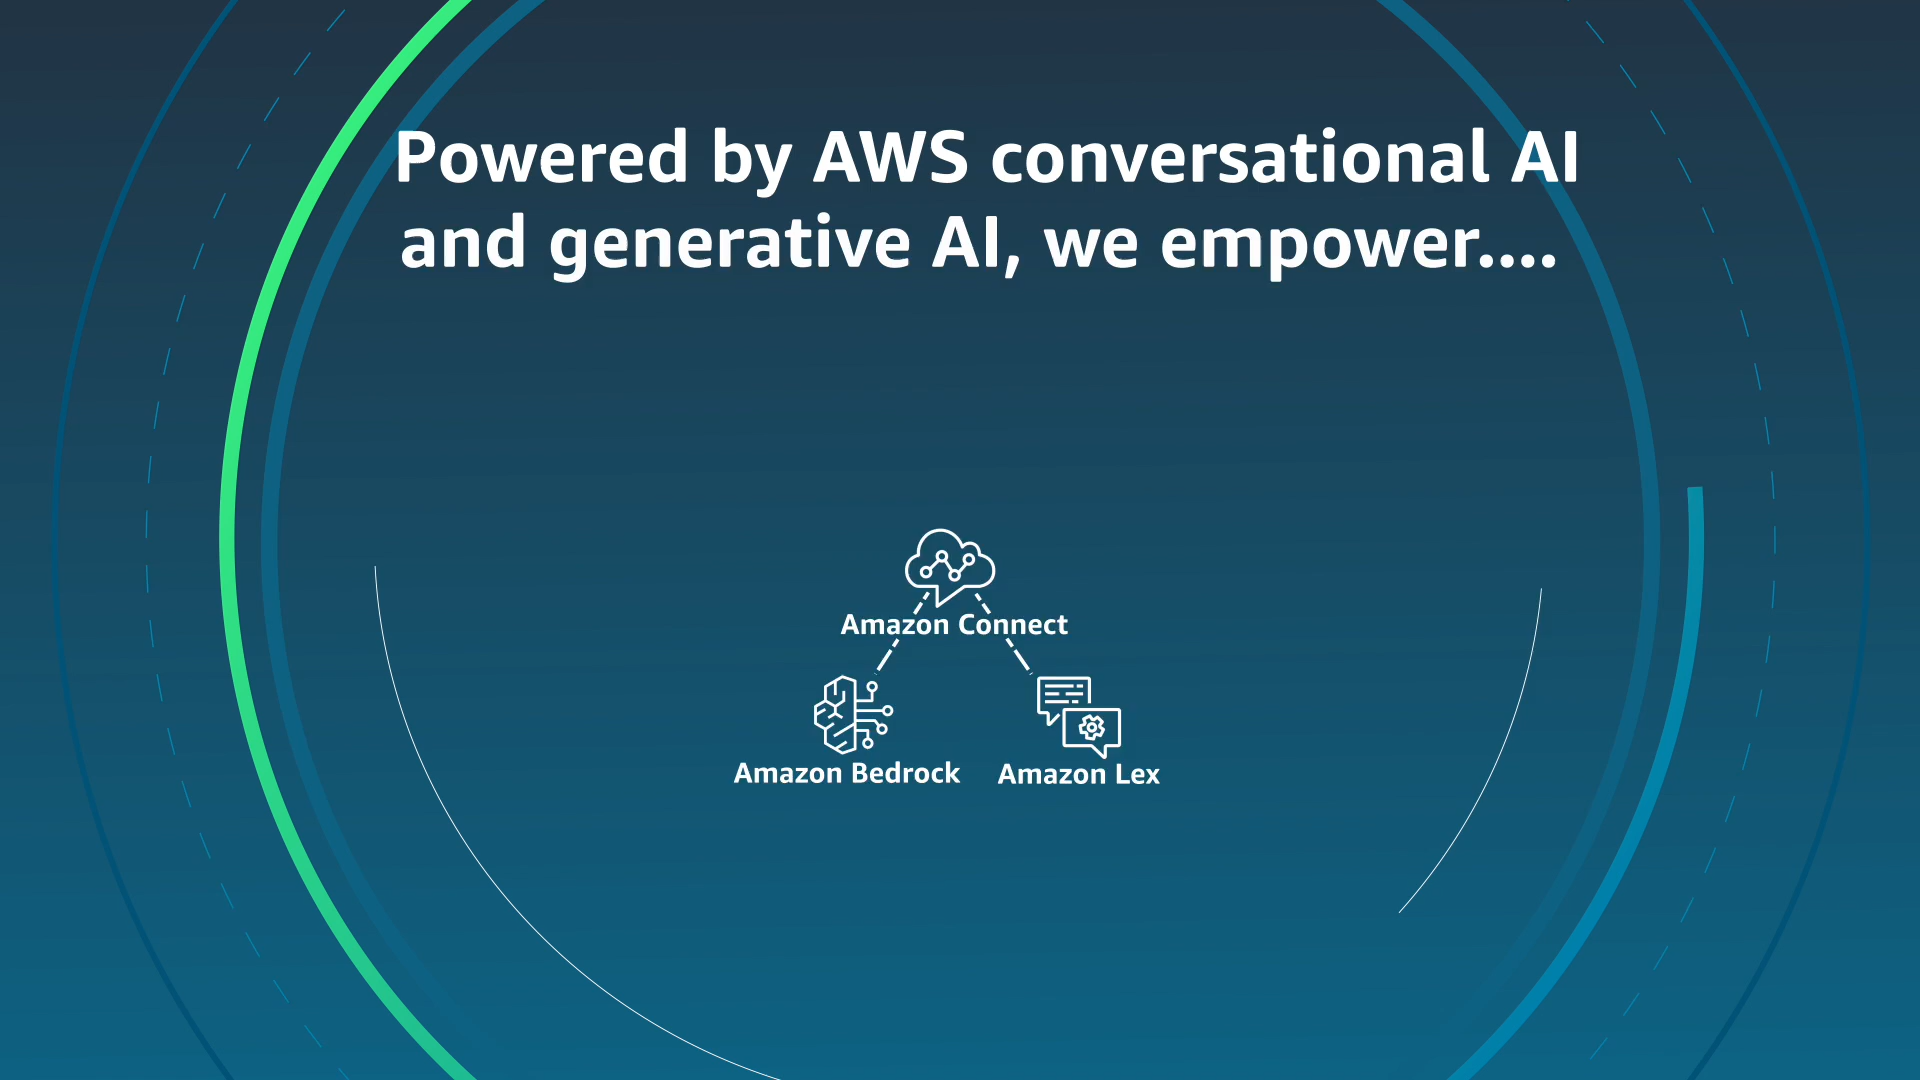 Powered by AWS conversational AI
and generative AI, we empower....
Amazon Connect
Amazon Bedrock
Amazon Lex